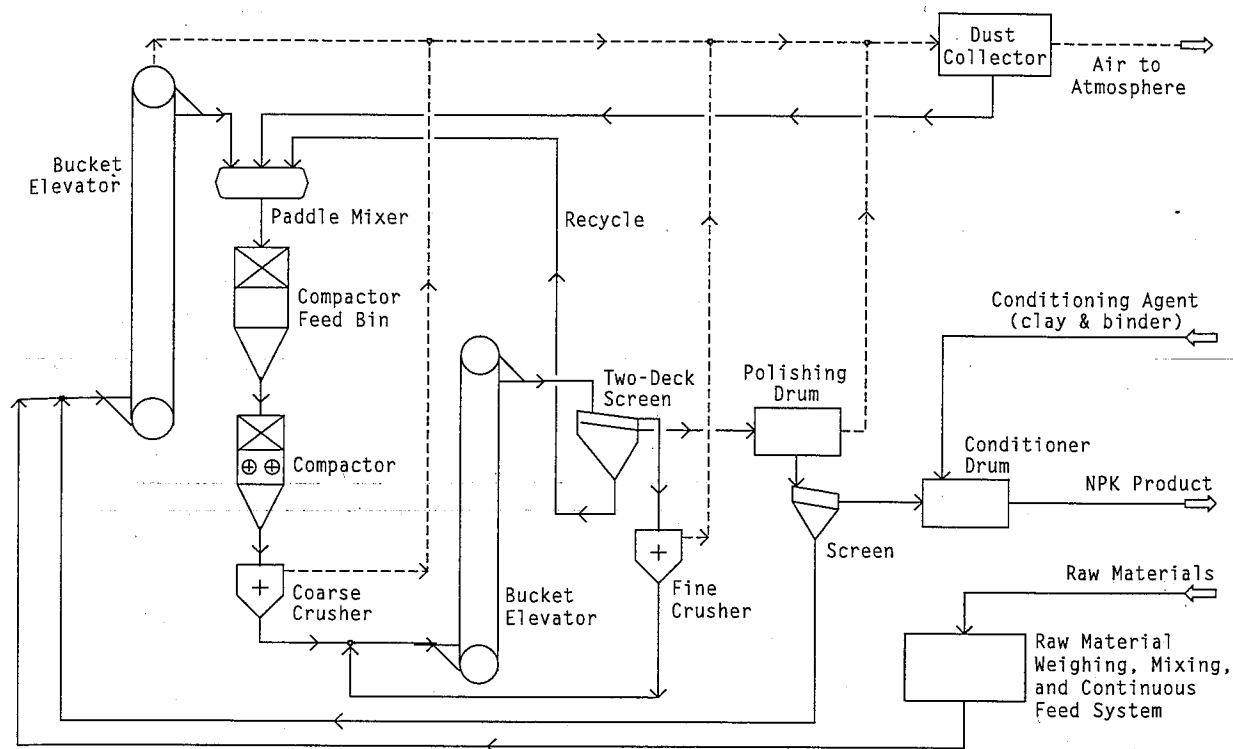 Dust
Collector
Air to
Atmosphere
Bucket
Elevator
Paddle Mixer
Recycle
Compactor
Feed Bin
Conditioning Agent
(clay & binder)
Two-Deck
Screen
Polishing
Drum
Compactor
Conditioner
Drum
NPK Product
Screen
Coarse
Crusher
Bucket
Elevator
Fine
Crusher
Raw Materials
Raw Material
Weighing, Mixing,
and Continuous
Feed System